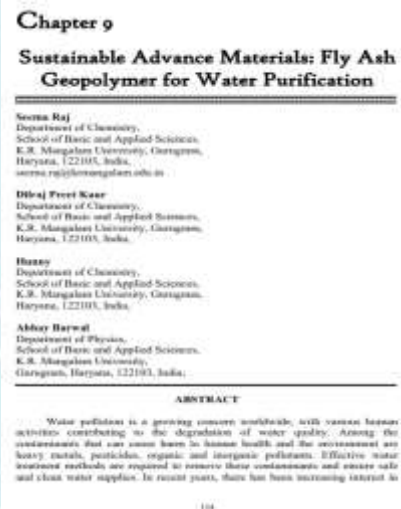 Chapter 9
Sustainable Advance Materials: Fly Ash
Geopolymer for Water Purification
Seema Raj
Department of Chemistry,
School of Basic and Applied Sciences,
K.R. Mangalam University, Gurugram,
Haryana, 122103, India,
seema.raj@krmangalam.edu.in
Dilraj Preet Kaur
Department of Chemistry,
School of Basic and Applied Sciences,
K.R. Mangalam University, Gurugram,
Haryana, 122103, India,
Hunny
Department of Chemistry,
School of Basic and Applied Sciences,
K.R. Mangalam University, Gurugram,
Haryana, 122103, India,
Abhay Barwal
Department of Physics,
School of Basic and Applied Sciences,
K.R. Mangalam University,
Gurugram, Haryana, 122103, India,
ABSTRACT
Water pollution is a growing concern worldwide, with various human
activities contributing to the degradation of water quality. Among the
contaminants that can cause harm to human health and the environment are
heavy metals, pesticides, organic and inorganic pollutants. Effective water
treatment methods are required to remove these contaminants and ensure safe
and clean water supplies. In recent years, there has been increasing interest in